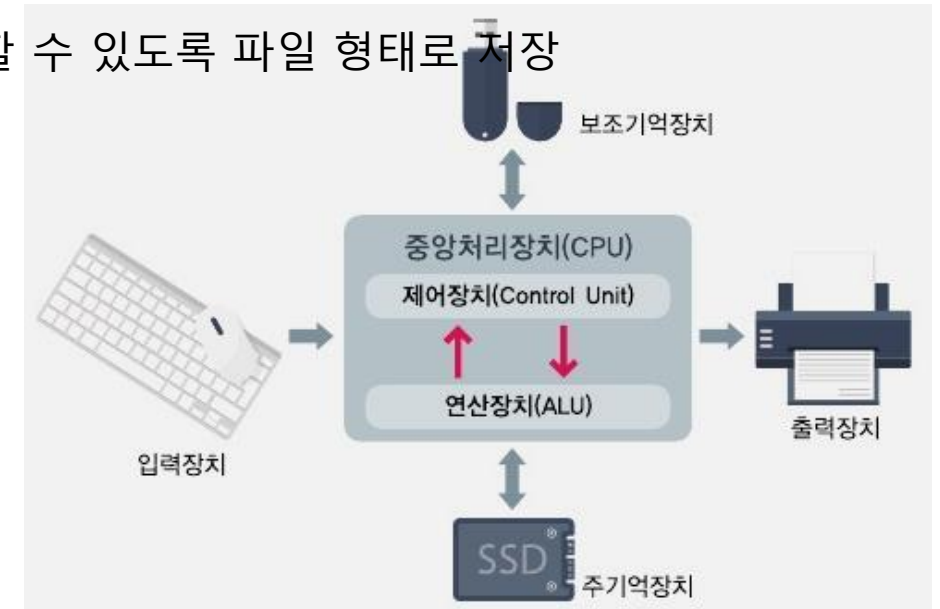 수 있도록 파일 형태로 저장
보조기억장치
중앙처리장치(CPU)
제어장치(Control Unit)
연산장치(ALU)
입력장치
출력장치
SSD
주기억장치